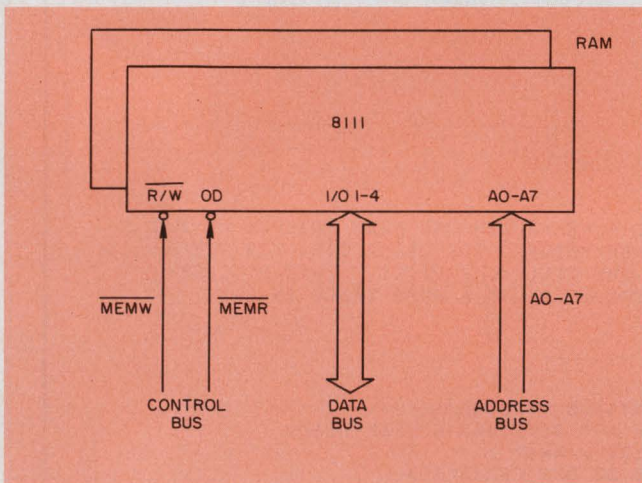 RAM
8111
R/W OD I/O 1-4 A0-A7
MEMW MEMR A0-A7
CONTROL BUS
DATA BUS
ADDRESS BUS